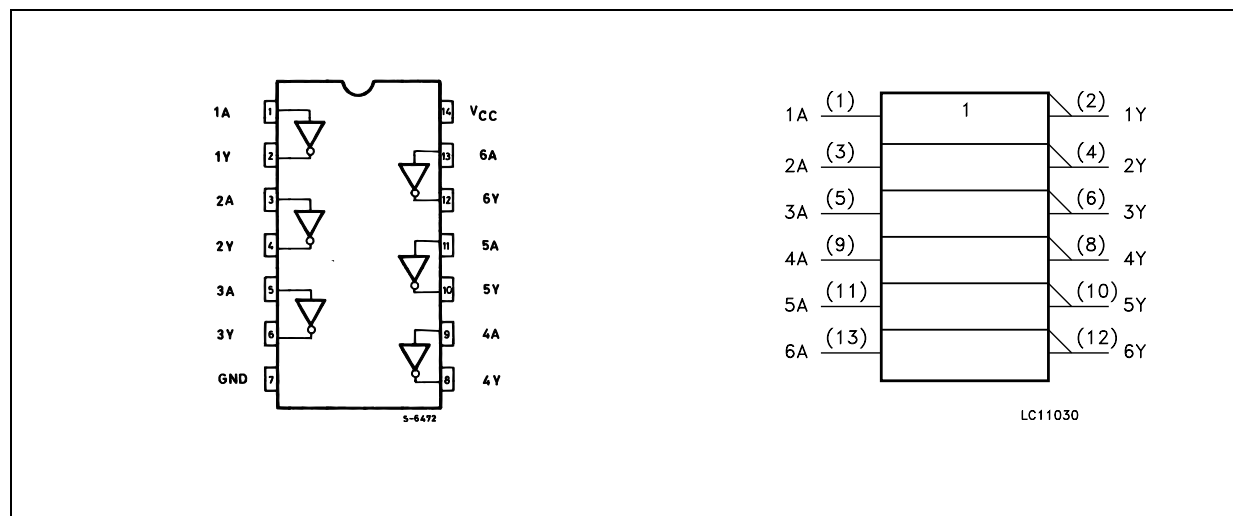 1A 1 14 VCC
1Y 2 13 6A
2A 3 12 6Y
2Y 4 11 5A
3A 5 10 5Y
3Y 6 9 4A
GND 7 8 4Y
S-6472
1A (1) 1 (2) 1Y
2A (3) (4) 2Y
3A (5) (6) 3Y
4A (9) (8) 4Y
5A (11) (10) 5Y
6A (13) (12) 6Y
LC11030